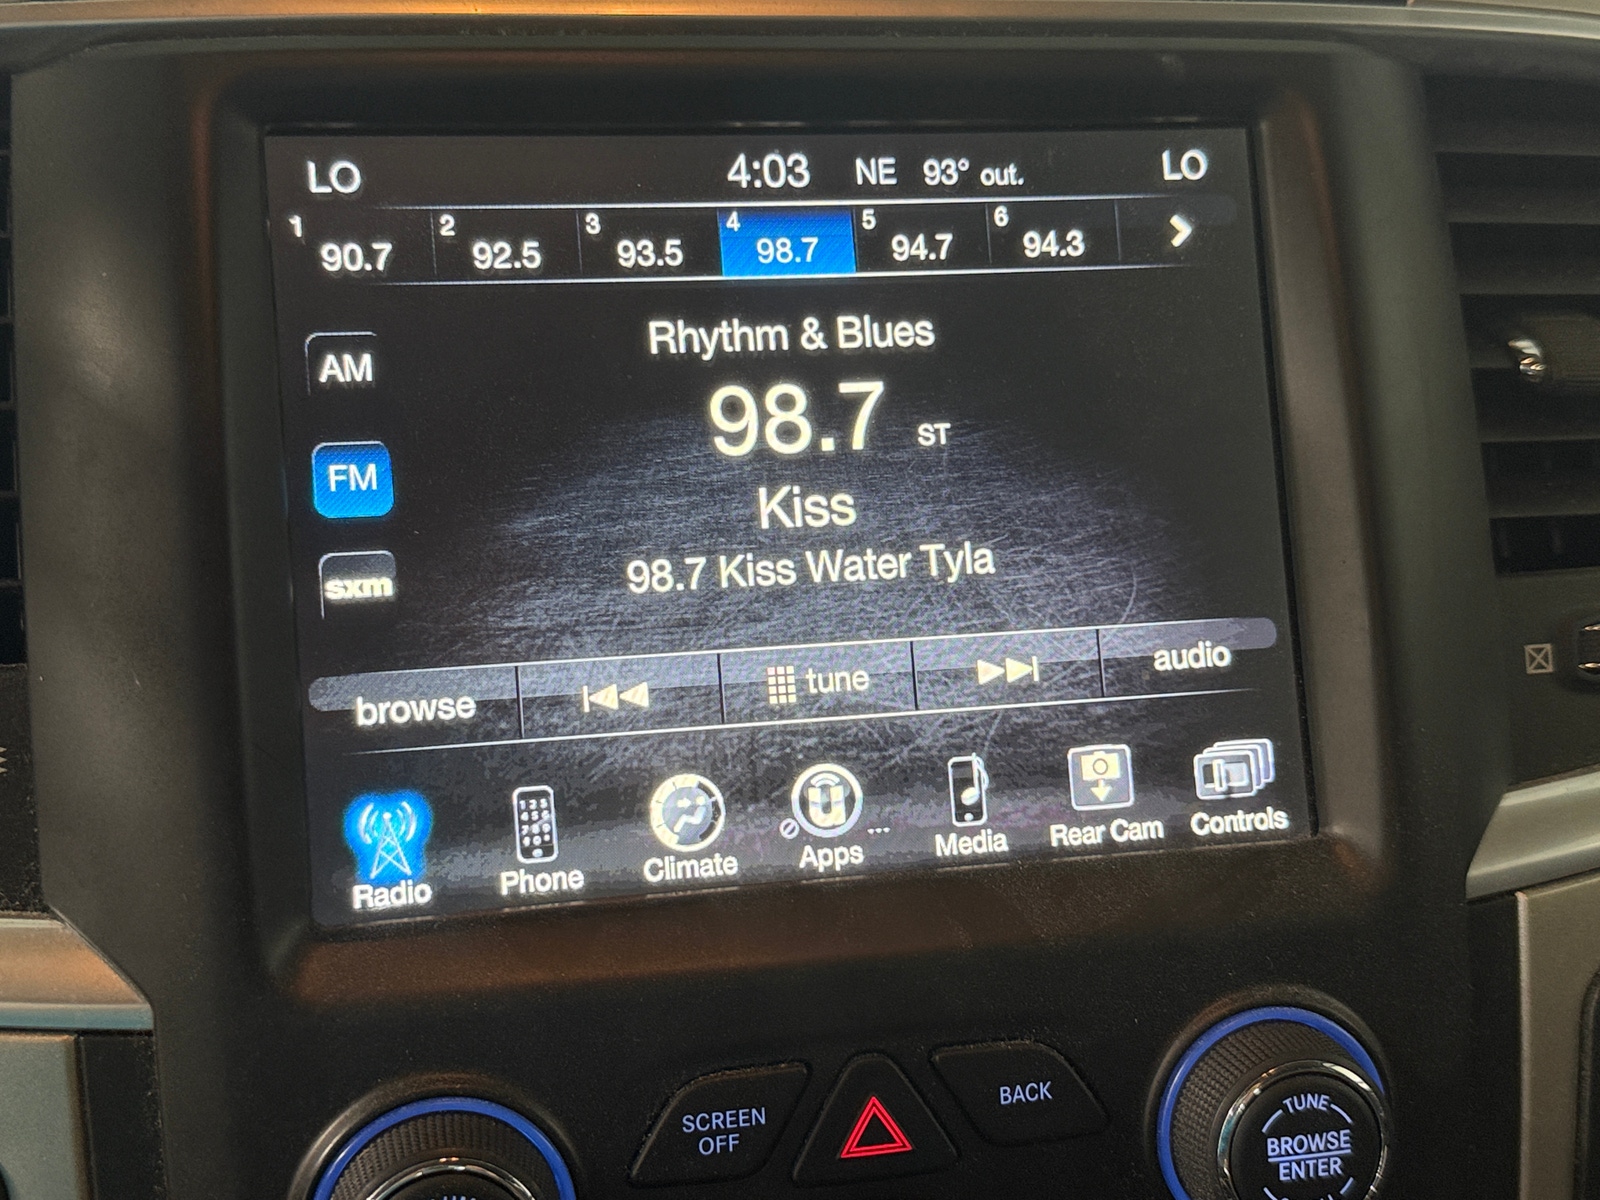 LO 4:03 NE 93° out. LO
1 90.7 2 92.5 3 93.5 4 98.7 5 94.7 6 94.3
Rhythm & Blues
AM
98.7 ST
FM
Kiss
98.7 Kiss Water Tyla
sxm
browse tune audio
Radio Phone Climate Apps ... Media Rear Cam Controls
SCREEN
OFF
BACK
TUNE
BROWSE
ENTER